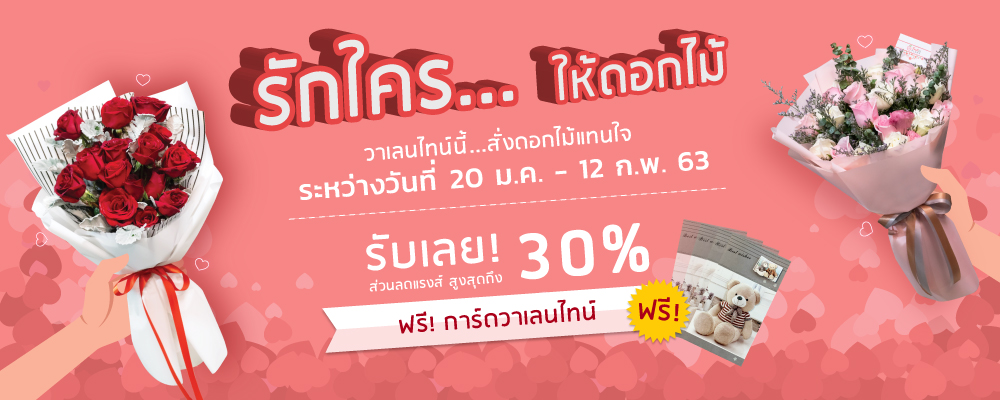 รักใคร... ให้ดอกไม้
วาเลนไทน์นี้...สั่งดอกไม้แทนใจ
ระหว่างวันที่ 20 ม.ค. - 12 ก.พ. 63
รับเลย! 30%
ส่วนลดแรงส์ สูงสุดถึง
ฟรี! การ์ดวาเลนไทน์
ฟรี!